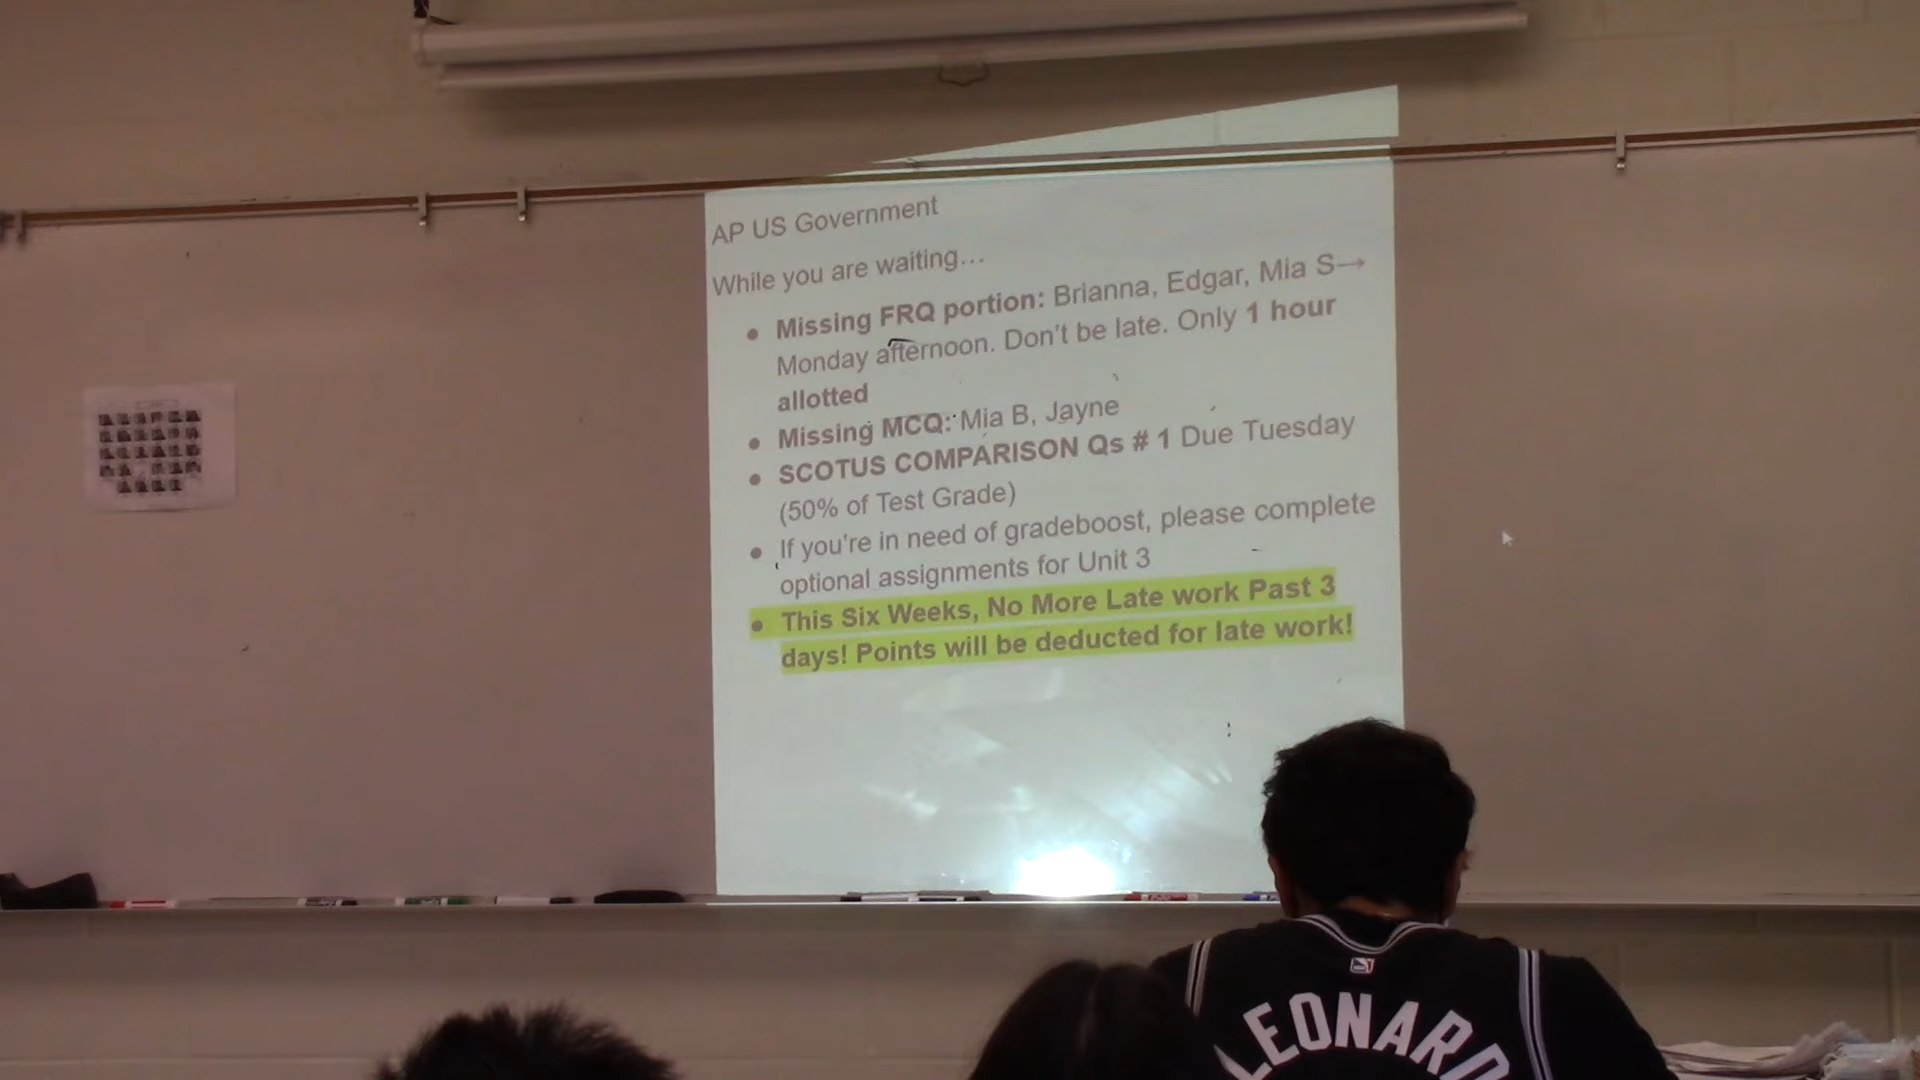 AP US Government
While you are waiting...
● Missing FRQ portion: Brianna, Edgar, Mia S→
Monday afternoon. Don't be late. Only 1 hour
allotted
● Missing MCQ: Mia B, Jayne
● SCOTUS COMPARISON Qs # 1 Due Tuesday
(50% of Test Grade)
● If you're in need of gradeboost, please complete
optional assignments for Unit 3
● This Six Weeks, No More Late work Past 3
days! Points will be deducted for late work!
LEONARD